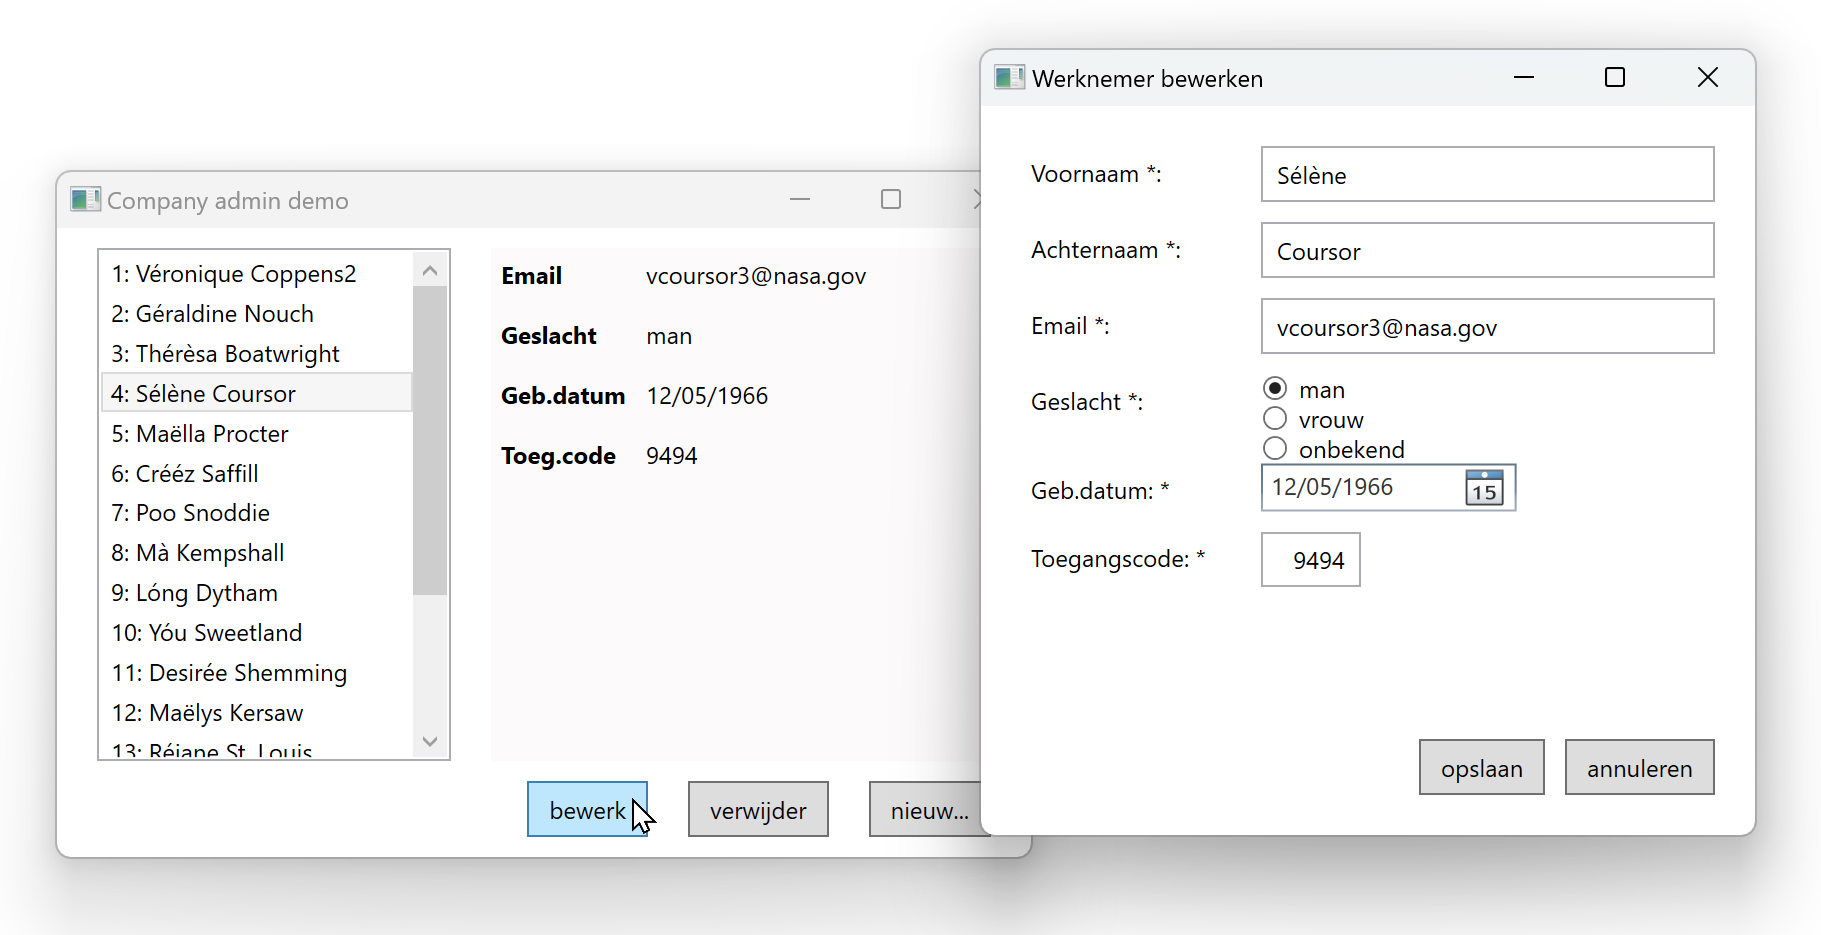 Company admin demo
1: Véronique Coppens2
2: Géraldine Nouch
3: Thérèsa Boatwright
4: Sélène Coursor
5: Maëlla Procter
6: Crééz Saffill
7: Poo Snoddie
8: Mà Kempshall
9: Lóng Dytham
10: Yóu Sweetland
11: Desirée Shemming
12: Maëlys Kersaw
13: Réjane St. Louis
Email vcoursor3@nasa.gov
Geslacht man
Geb.datum 12/05/1966
Toeg.code 9494
bewerk verwijder nieuw...
Werknemer bewerken
Voornaam *: Sélène
Achternaam *: Coursor
Email *: vcoursor3@nasa.gov
Geslacht *: man
vrouw
onbekend
Geb.datum: * 12/05/1966 15
Toegangscode: * 9494
opslaan annuleren